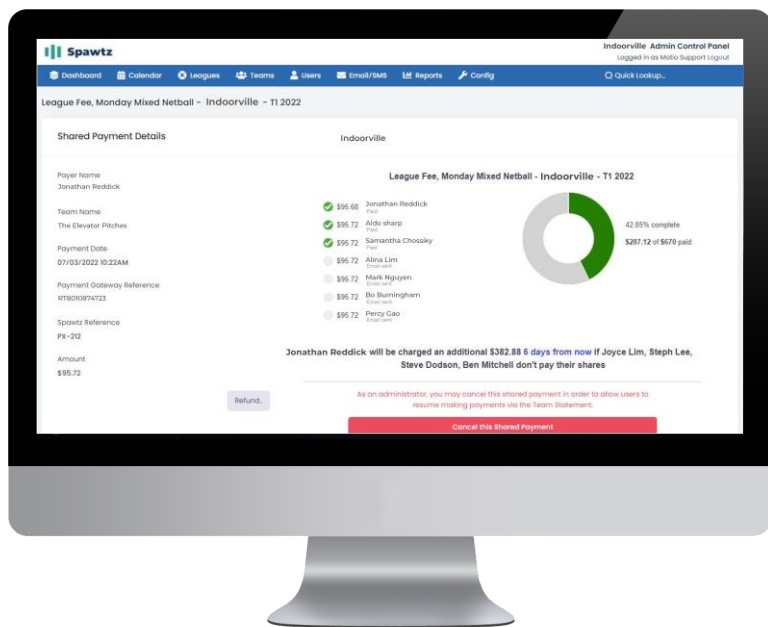 Spawtz
Indoorville Admin Control Panel
Logged in as Motio Support Logout
Dashboard Calendar Leagues Teams Users Email/SMS Reports Config Quick Lookup...
League Fee, Monday Mixed Netball - Indoorville - T1 2022
Shared Payment Details
Indoorville
Payer Name
Jonathan Reddick
Team Name
The Elevator Pitches
Payment Date
07/03/2022 10:22AM
Payment Gateway Reference
RT8010874723
Spawtz Reference
PX-212
Amount
$95.72
Refund..
League Fee, Monday Mixed Netball - Indoorville - T1 2022
$95.68 Jonathan Reddick
Paid
$95.72 Aldo sharp
Paid
$95.72 Samantha Chossiky
Paid
$95.72 Alina Lim
Email sent
$95.72 Mark Nguyen
Email sent
$95.72 Bo Burningham
Email sent
$95.72 Percy Gao
Email sent
42.85% complete
$287.12 of $670 paid
Jonathan Reddick will be charged an additional $382.88 6 days from now if Joyce Lim, Steph Lee,
Steve Dodson, Ben Mitchell don't pay their shares
As an administrator, you may cancel this shared payment in order to allow users to
resume making payments via the Team Statement.
Cancel this Shared Payment